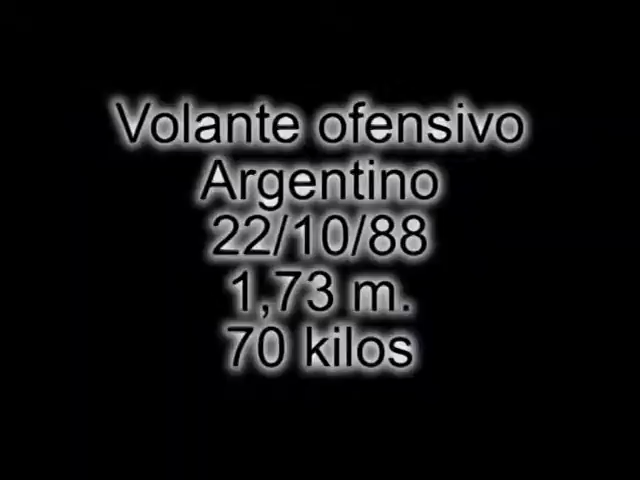 Volante ofensivo
Argentino
22/10/88
1,73 m.
70 kilos